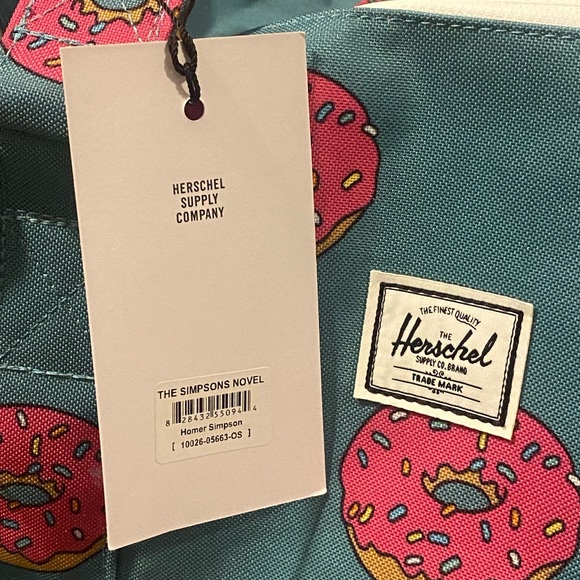 HERSCHEL
SUPPLY
COMPANY
THE SIMPSONS NOVEL
8 28432 55094 4
Homer Simpson
[ 10026-05663-OS ]
THE FINEST QUALITY
THE
Herschel
SUPPLY CO. BRAND
TRADE MARK